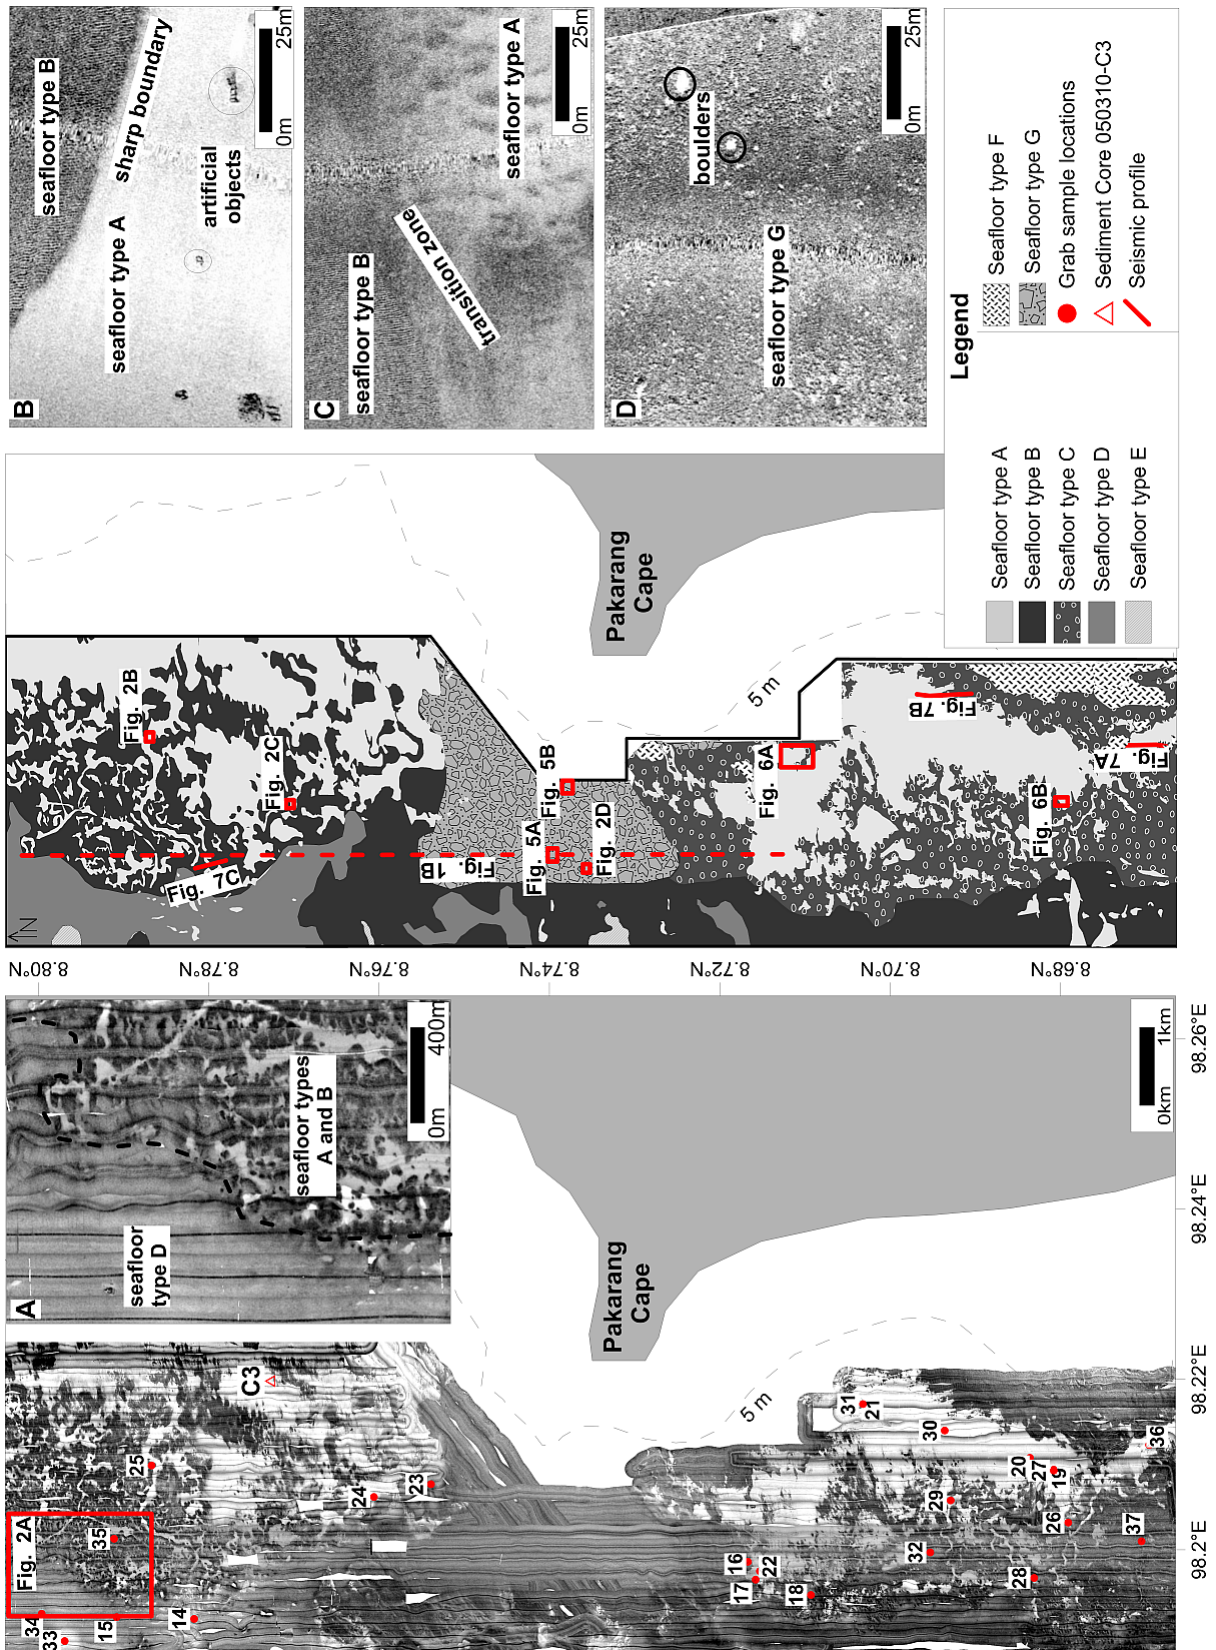 B
seafloor type B
sharp boundary
seafloor type A
artificial
objects
0m
25m
C
seafloor type B
transition zone
seafloor type A
0m
25m
D
seafloor type G
boulders
0m
25m
N
Fig. 2B
Fig. 2C
Fig. 7C
Fig. 1B
Fig. 5A
Fig. 5B
Fig. 2D
Fig. 6A
Fig. 7B
Fig. 7A
Fig. 6B
Pakarang
Cape
5 m
Legend
Seafloor type A
Seafloor type B
Seafloor type C
Seafloor type D
Seafloor type E
Seafloor type F
Seafloor type G
Grab sample locations
Sediment Core 050310-C3
Seismic profile
8.80°N
8.78°N
8.76°N
8.74°N
8.72°N
8.70°N
8.68°N
A
seafloor
type D
seafloor types
A and B
0m
400m
Fig. 2A
33
34
15
14
35
25
C3
24
23
Pakarang
Cape
5 m
16
17
22
18
31
21
30
29
32
20
27
19
26
28
37
36
0km
1km
98.26°E
98.24°E
98.22°E
98.2°E